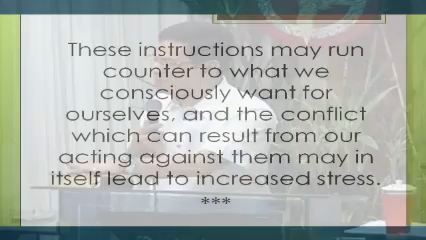 These instructions may run
counter to what we
consciously want for
ourselves, and the conflict
which can result from our
acting against them may in
itself lead to increased stress.
***